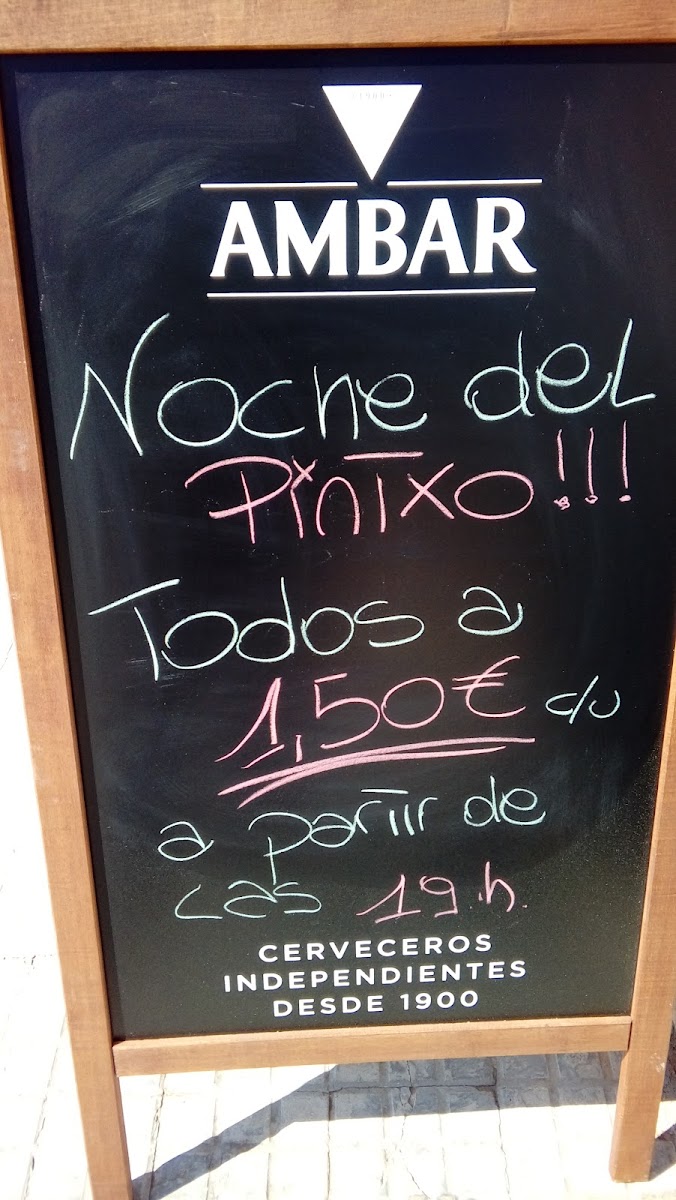 AMBAR
Noche del
Pintxo!!!
Todos a
1,50€ c/u
a partir de
las 19.h.
CERVECEROS
INDEPENDIENTES
DESDE 1900